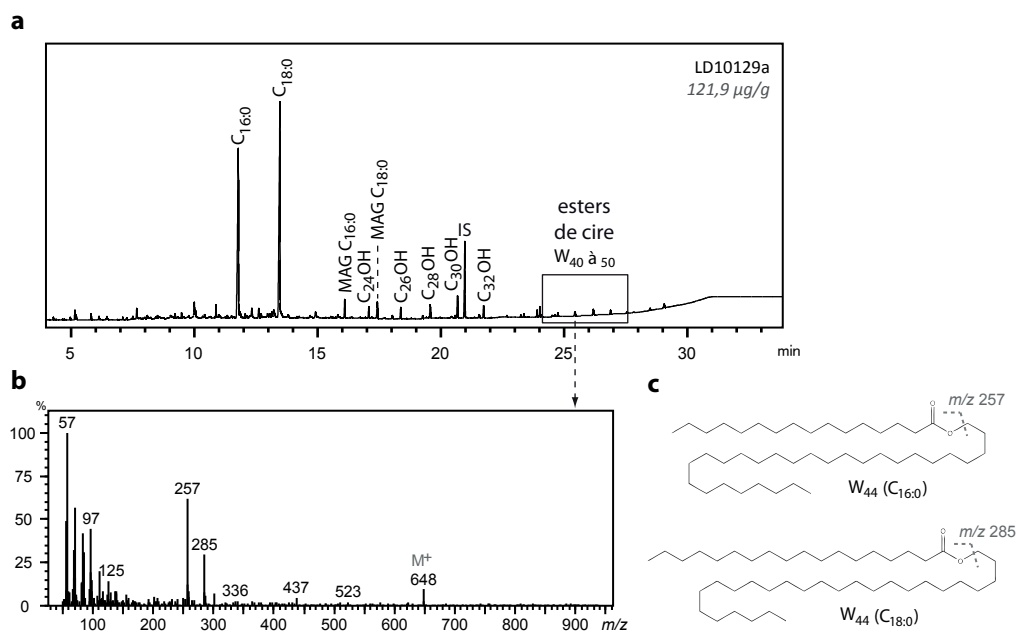 a
LD10129a
121,9 µg/g
C16:0
C18:0
MAG C16:0
C24OH
MAG C18:0
C26OH
C28OH
C30OH
IS
C32OH
esters
de cire
W40 à 50
5 10 15 20 25 30 min
b
%
100
75
50
25
0
57
97
125
257
285
336
437
523
M+
648
100 200 300 400 500 600 700 800 900 m/z
c
O
O
m/z 257
W44 (C16:0)
O
O
m/z 285
W44 (C18:0)